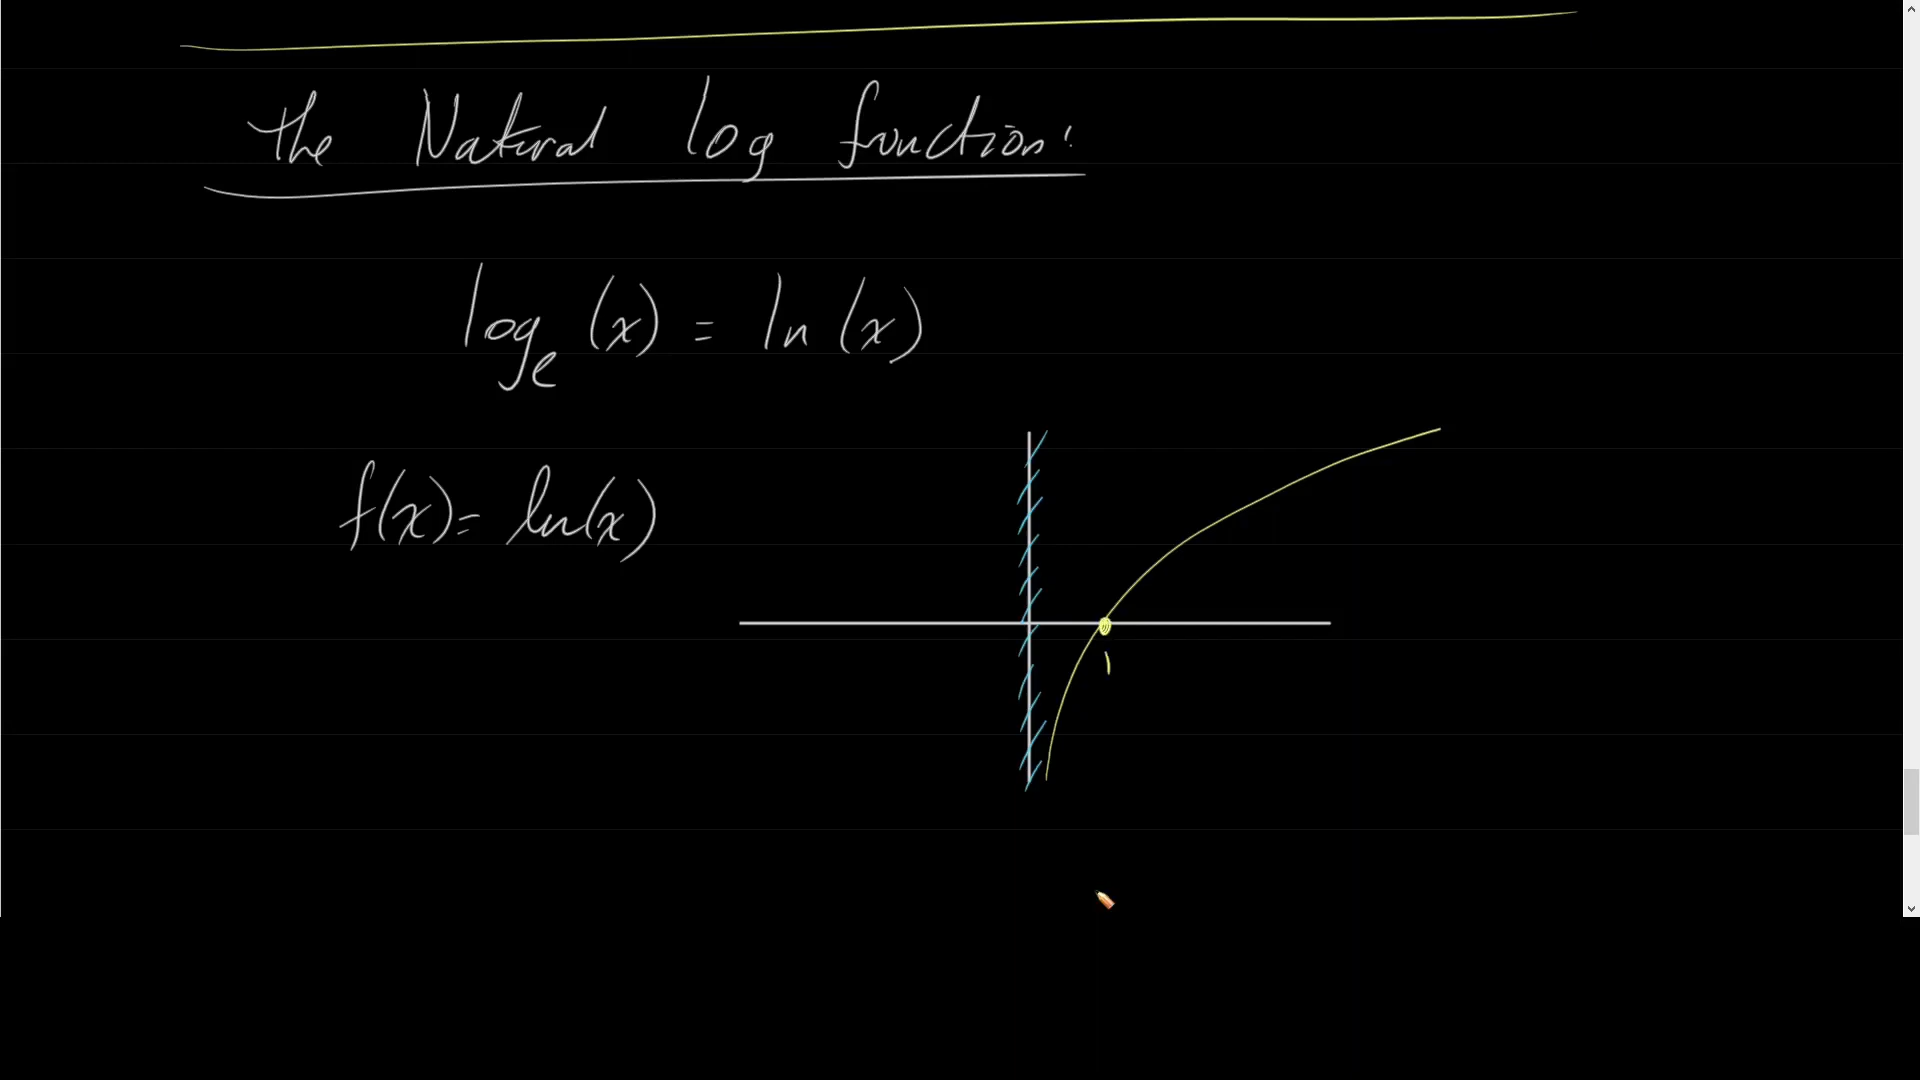 The Natural log function:
log_e (x) = ln (x)
f(x) = ln(x)
1